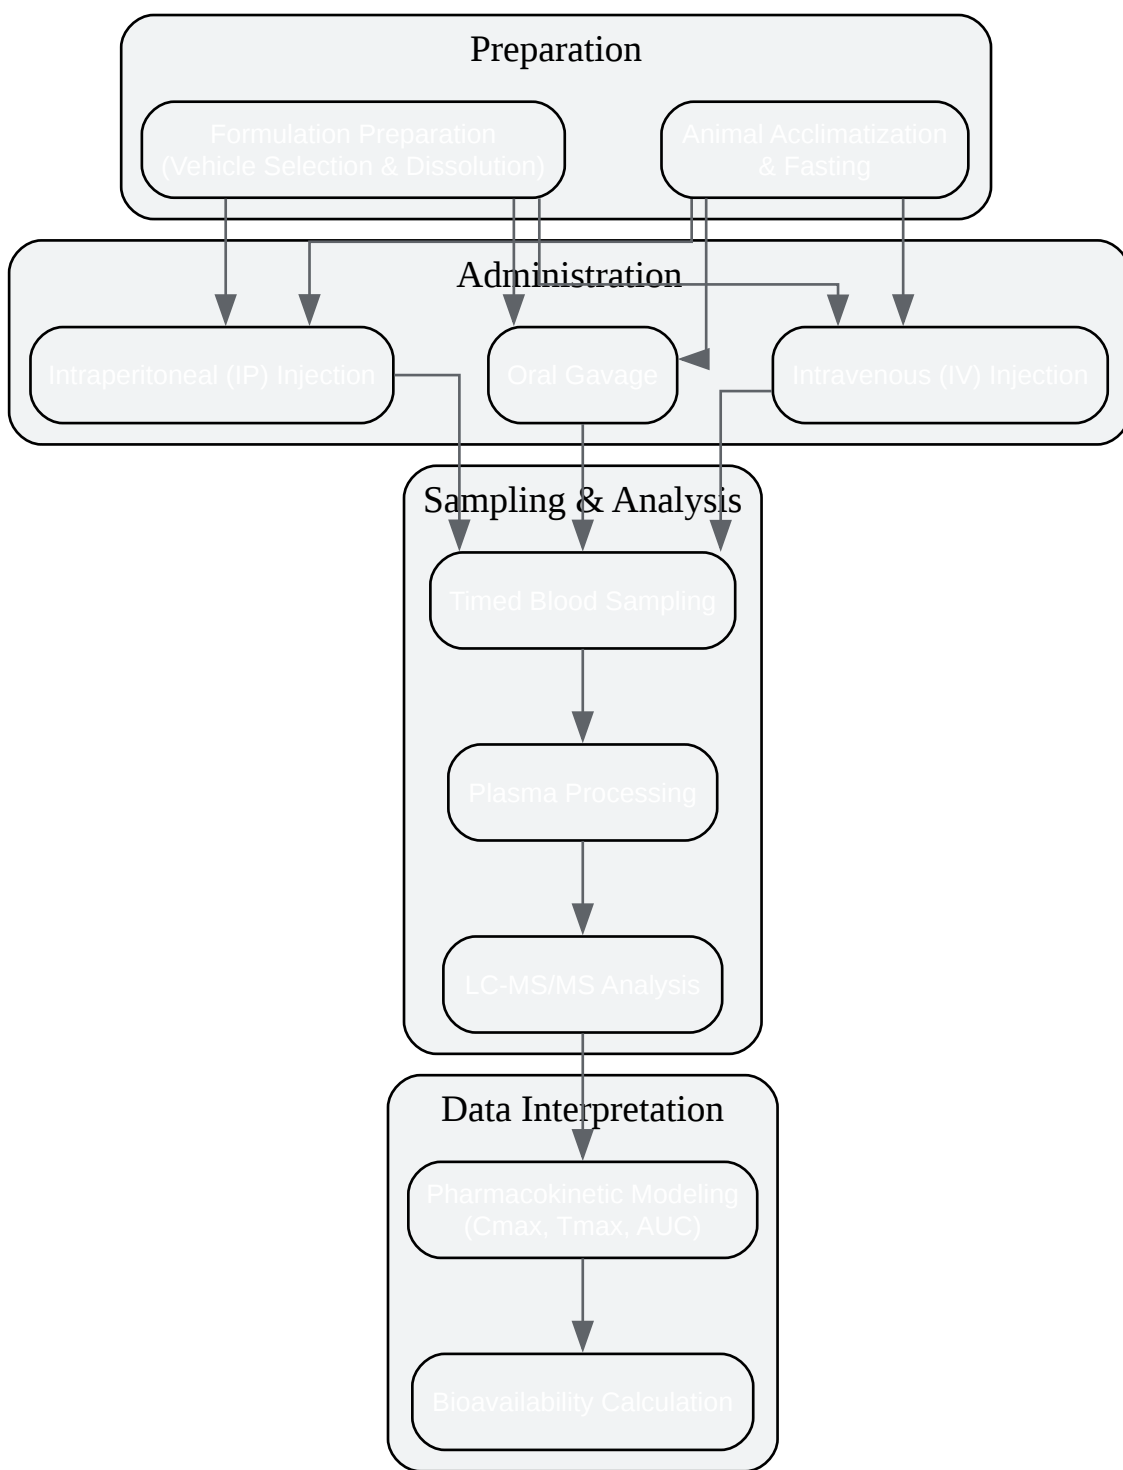 Preparation
Formulation Preparation
(Vehicle Selection & Dissolution)
Animal Acclimatization
& Fasting
Administration
Intraperitoneal (IP) Injection
Oral Gavage
Intravenous (IV) Injection
Sampling & Analysis
Timed Blood Sampling
Plasma Processing
LC-MS/MS Analysis
Data Interpretation
Pharmacokinetic Modeling
(Cmax, Tmax, AUC)
Bioavailability Calculation